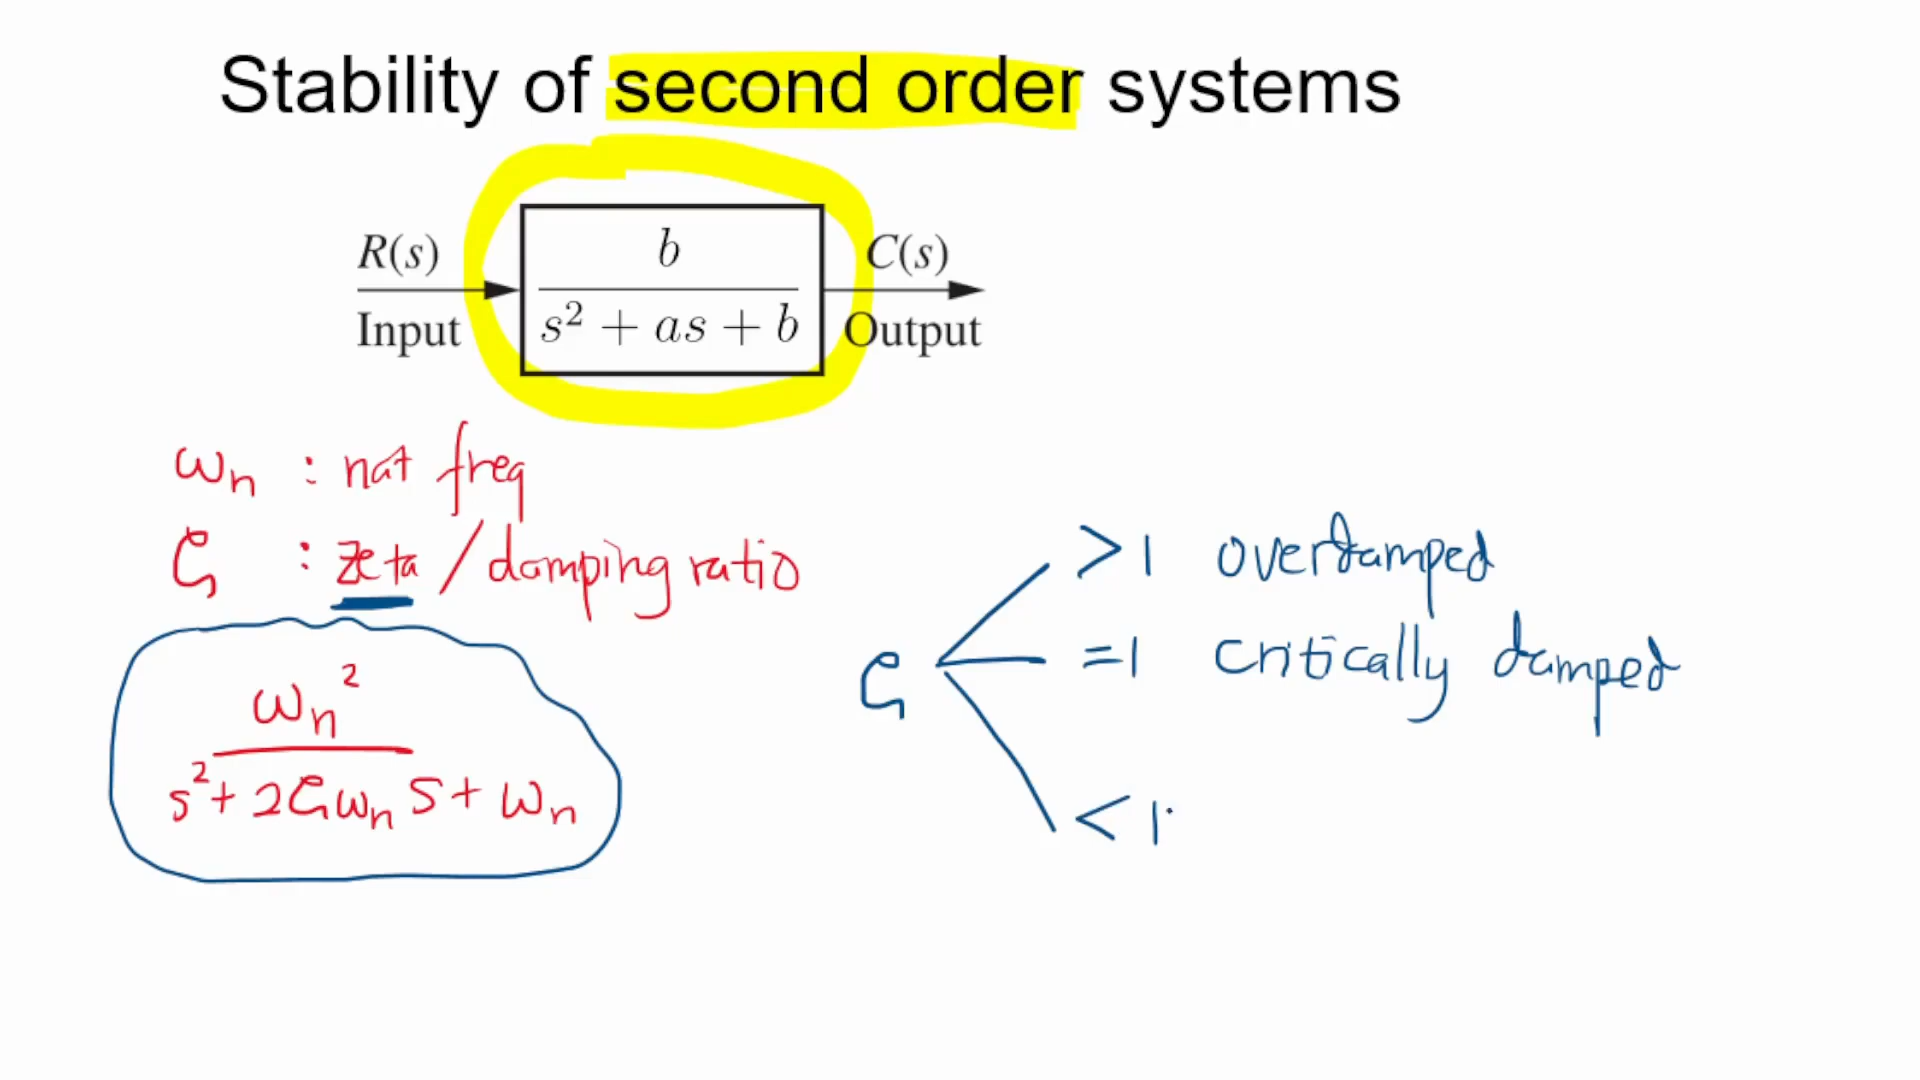 Stability of second order systems
R(s)
Input
b
s² + as + b
C(s)
Output
ωn : nat freq
ζ : zeta / damping ratio
ωn²
s² + 2ζωn s + ωn
ζ
>1 overdamped
=1 critically damped
<1